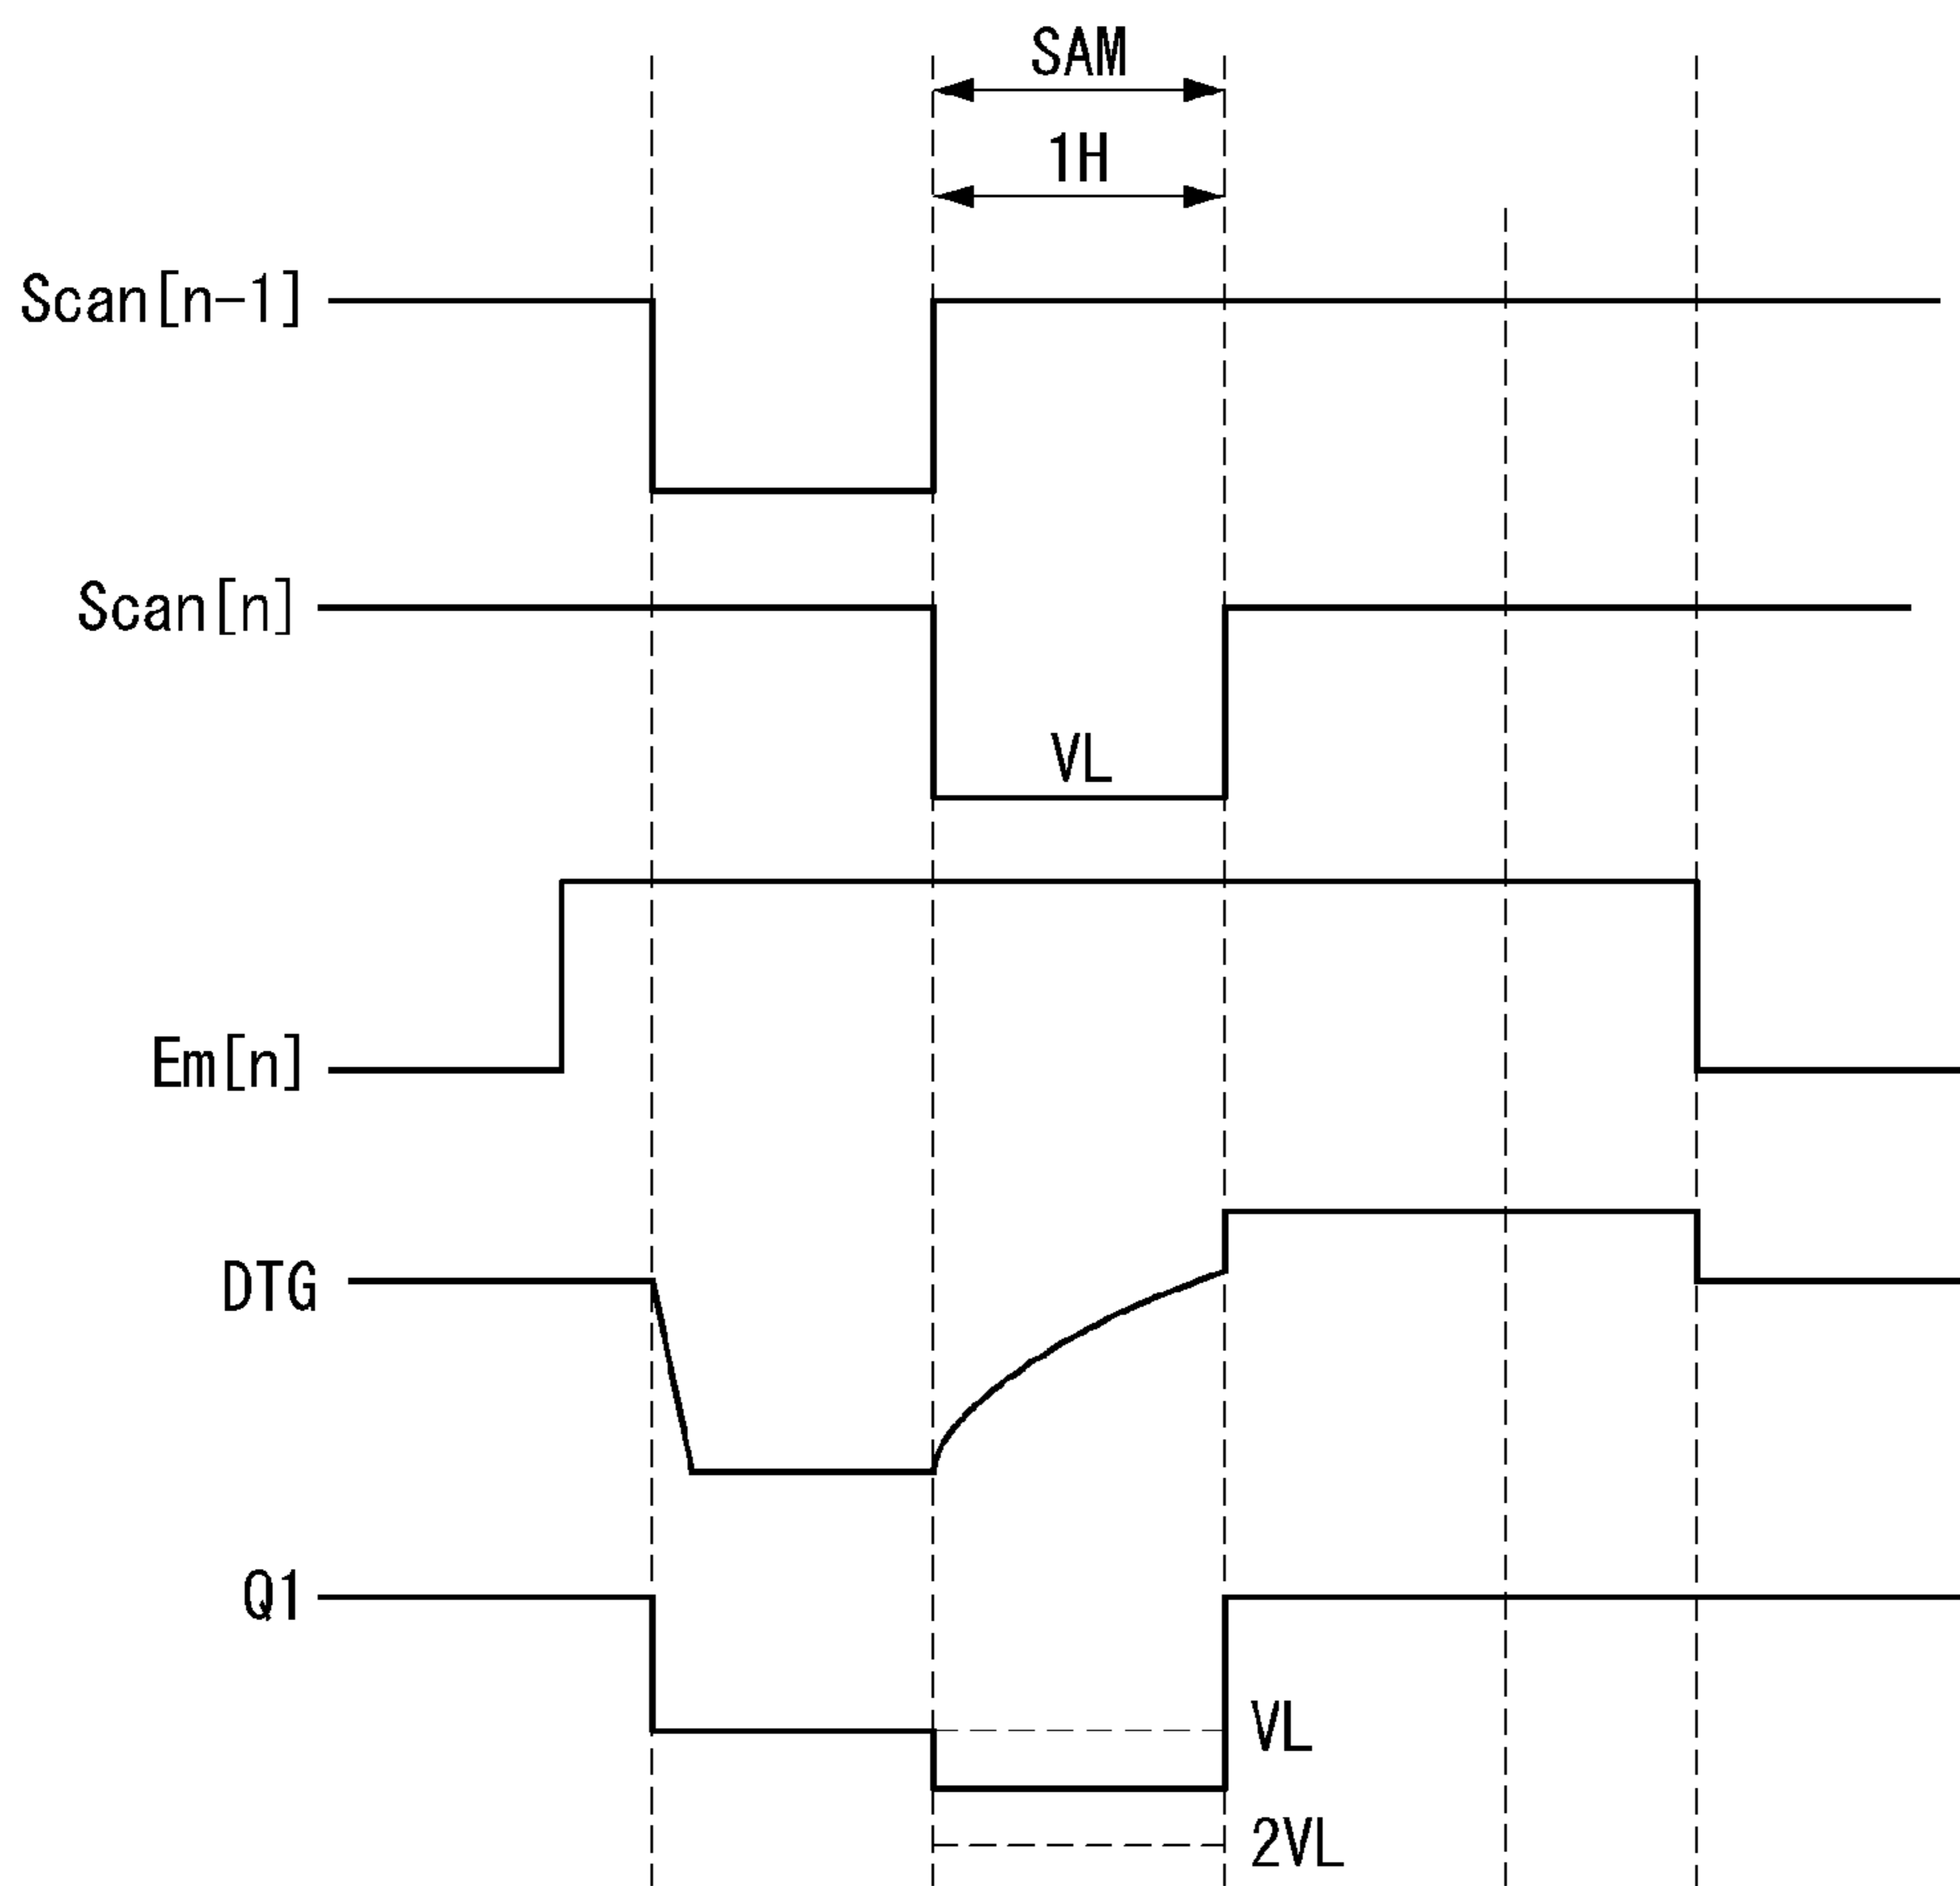 SAM
1H
Scan[n-1]
Scan[n]
VL
Em[n]
DTG
Q1
VL
2VL